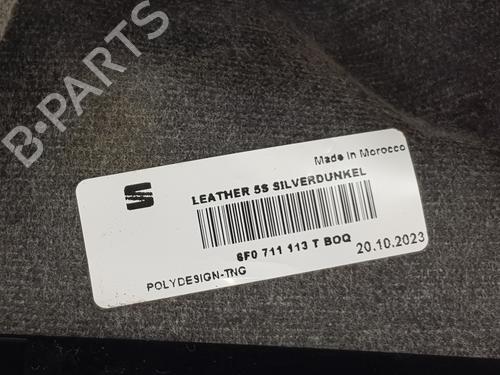 B-PARTS
Made in Morocco
LEATHER 5S SILVERDUNKEL
6F0 711 113 T BOQ
20.10.2023
POLYDESIGN-TNG